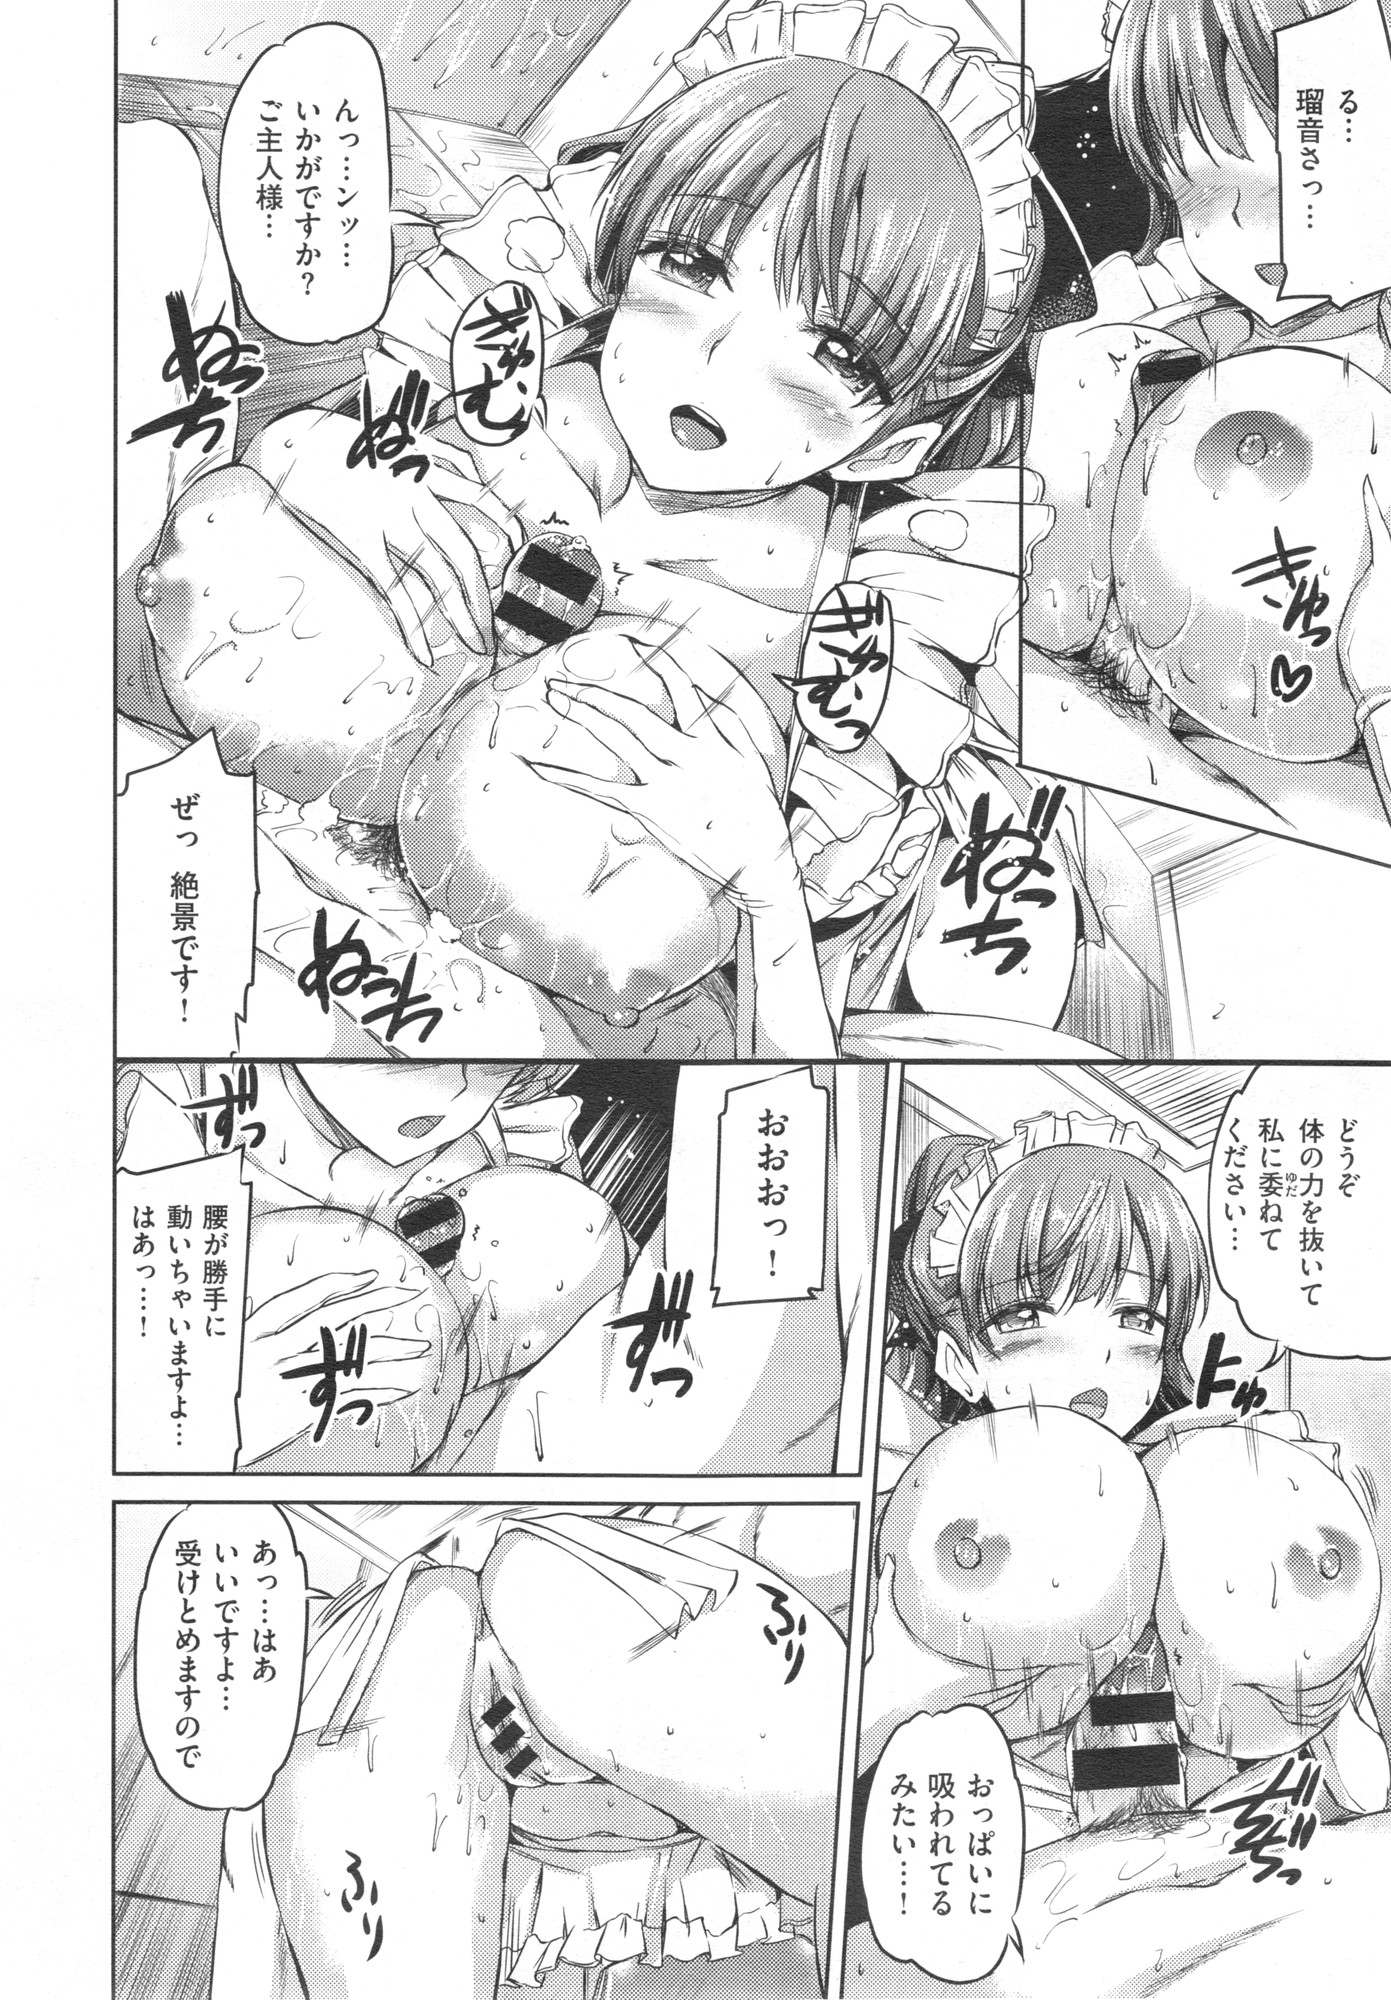 る…
瑠音さっ…
きゅっ♡
んっ…ンッ…
いかがですか?
ご主人様…
ぎゅむ
ぎゅむっ
ぬっち
ぬっ
ぬっち
ぬっち
ぜっ 絶景です!
どうぞ
体の力を抜いて
私に委ねて
ゆだ
ください…
トゅっ
おっぱいに
吸われてる
みたい…!
おおおっ!
ずっ
ずっ
ずっ
腰が勝手に
動いちゃいますよ…
はあっ…!
あっ…はあ
いいですよ…
受けとめますので
ふり
ふり